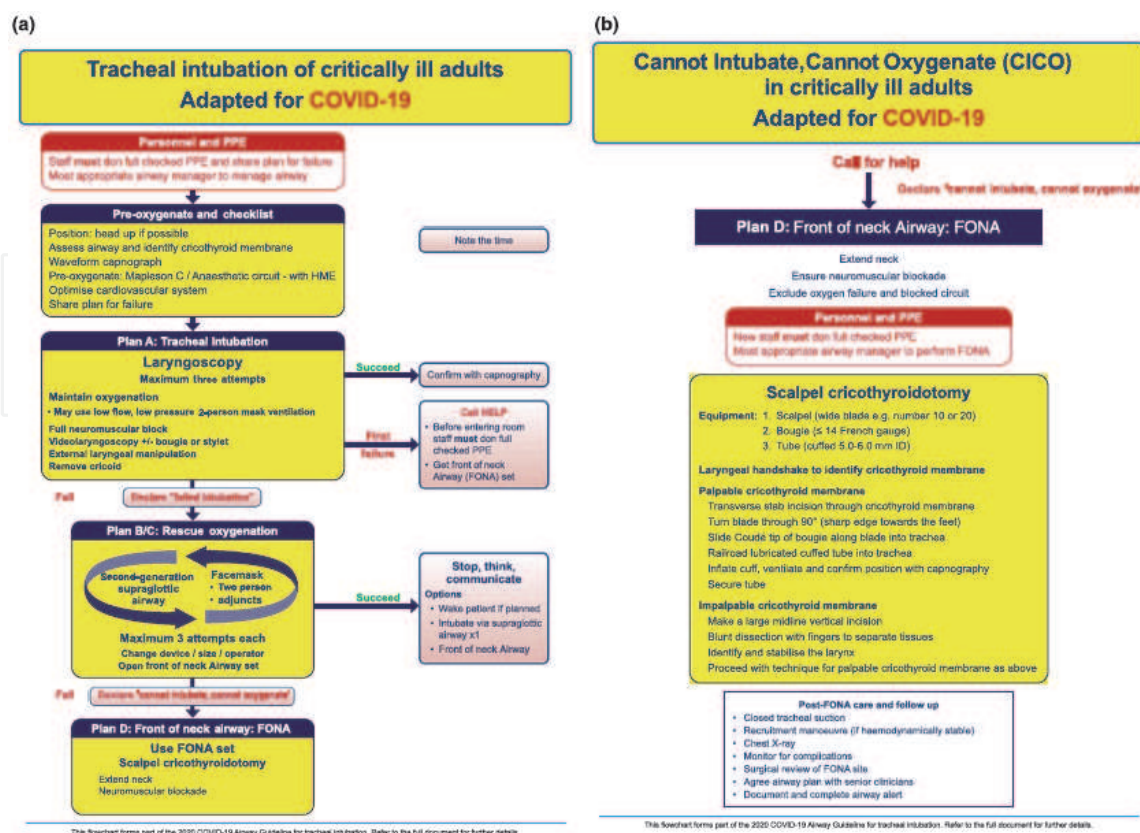 (a)
Tracheal intubation of critically ill adults
Adapted for COVID-19
Personnel and PPE
Staff must don full checked PPE and share plan for failure
Most appropriate airway manager to manage airway
Pre-oxygenate and checklist
Position: head up if possible
Assess airway and identify cricothyroid membrane
Waveform capnograph
Pre-oxygenate: Mapleson C / Anaesthetic circuit - with HME
Optimise cardiovascular system
Share plan for failure
Note the time
Plan A: Tracheal Intubation
Laryngoscopy
Maximum three attempts
Maintain oxygenation
• May use low flow, low pressure 2-person mask ventilation
Full neuromuscular block
Videolaryngoscopy +/- bougie or stylet
External laryngeal manipulation
Remove cricoid
Succeed
Confirm with capnography
First
failure
Call HELP
• Before entering room
staff must don full
checked PPE
• Get front of neck
Airway (FONA) set
Fail
Declare "failed intubation"
Plan B/C: Rescue oxygenation
Second-generation
supraglottic
airway
Facemask
• Two person
• adjuncts
Maximum 3 attempts each
Change device / size / operator
Open front of neck Airway set
Succeed
Stop, think,
communicate
Options
• Wake patient if planned
• Intubate via supraglottic
airway x1
• Front of neck Airway
Fail
Declare "cannot intubate, cannot oxygenate"
Plan D: Front of neck airway: FONA
Use FONA set
Scalpel cricothyroidotomy
Extend neck
Neuromuscular blockade
This flowchart forms part of the 2020 COVID-19 Airway Guideline for tracheal intubation. Refer to the full document for further details.
(b)
Cannot Intubate,Cannot Oxygenate (CICO)
in critically ill adults
Adapted for COVID-19
Call for help
Declare "cannot intubate, cannot oxygenate"
Plan D: Front of neck Airway: FONA
Extend neck
Ensure neuromuscular blockade
Exclude oxygen failure and blocked circuit
Personnel and PPE
New staff must don full checked PPE
Most appropriate airway manager to perform FONA
Scalpel cricothyroidotomy
Equipment: 1. Scalpel (wide blade e.g. number 10 or 20)
2. Bougie (≤ 14 French gauge)
3. Tube (cuffed 5.0-6.0 mm ID)
Laryngeal handshake to identify cricothyroid membrane
Palpable cricothyroid membrane
Transverse stab incision through cricothyroid membrane
Turn blade through 90° (sharp edge towards the feet)
Slide Coudé tip of bougie along blade into trachea
Railroad lubricated cuffed tube into trachea
Inflate cuff, ventilate and confirm position with capnography
Secure tube
Impalpable cricothyroid membrane
Make a large midline vertical incision
Blunt dissection with fingers to separate tissues
Identify and stabilise the larynx
Proceed with technique for palpable cricothyroid membrane as above
Post-FONA care and follow up
• Closed tracheal suction
• Recruitment manoeuvre (if haemodynamically stable)
• Chest X-ray
• Monitor for complications
• Surgical review of FONA site
• Agree airway plan with senior clinicians
• Document and complete airway alert
This flowchart forms part of the 2020 COVID-19 Airway Guideline for tracheal intubation. Refer to the full document for further details.